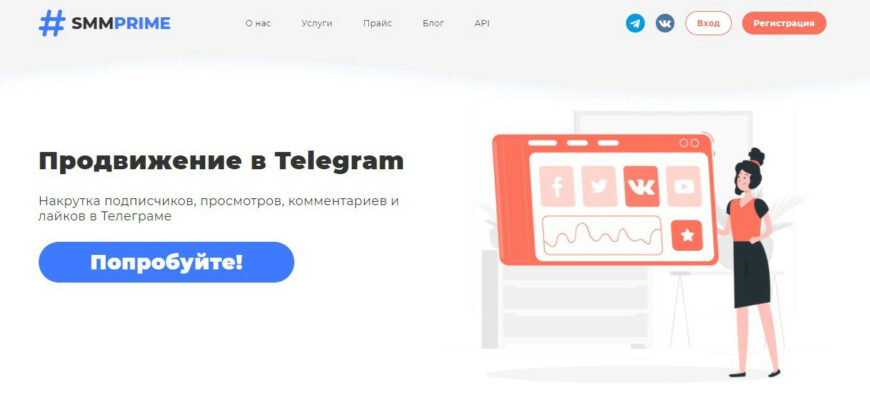 # SMMPRIME
О нас
Услуги
Прайс
Блог
API
Вход
Регистрация
Продвижение в Telegram
Накрутка подписчиков, просмотров, комментариев и
лайков в Телеграме
Попробуйте!